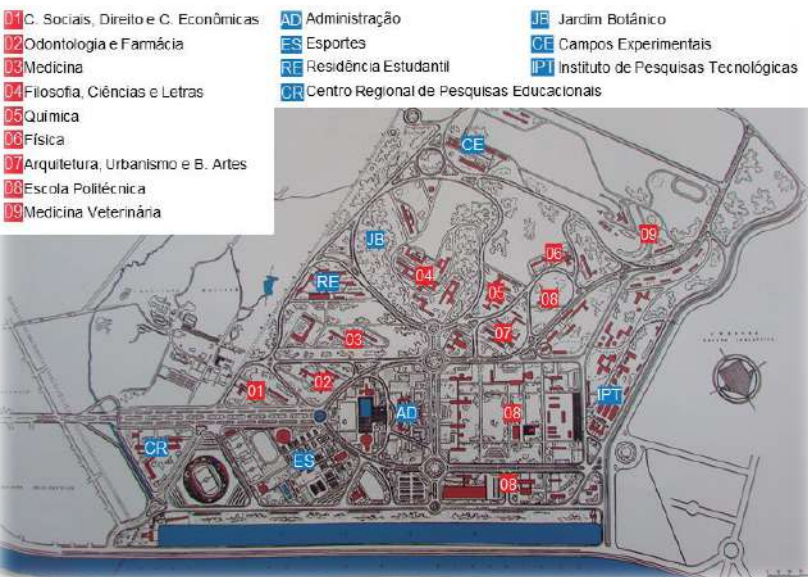 01 C. Sociais, Direito e C. Econômicas
02 Odontologia e Farmácia
03 Medicina
04 Filosofia, Ciências e Letras
05 Química
06 Física
07 Arquitetura, Urbanismo e B. Artes
08 Escola Politécnica
09 Medicina Veterinária
AD Administração
ES Esportes
RE Residência Estudantil
CR Centro Regional de Pesquisas Educacionais
JB Jardim Botânico
CE Campos Experimentais
IPT Instituto de Pesquisas Tecnológicas
CE
JB
09
06
04
RE
05
08
07
03
02
01
IPT
AD
08
CR
ES
08